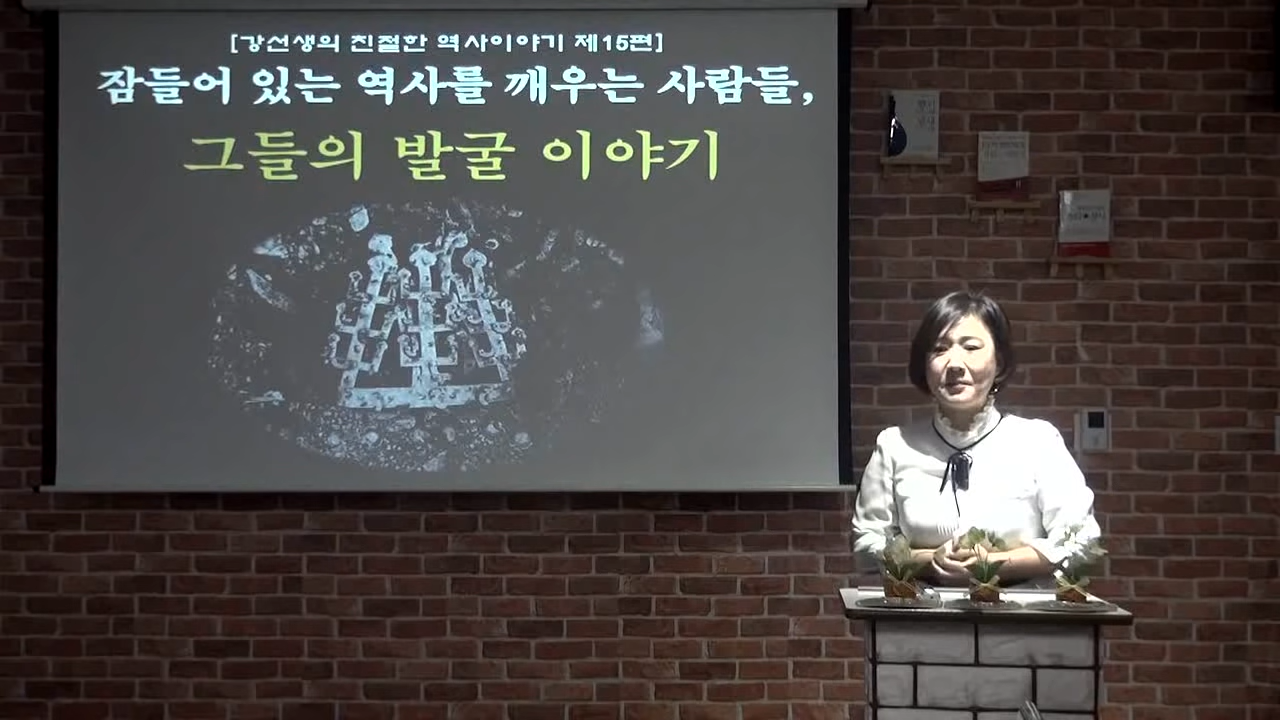 [강선생의 친절한 역사이야기 제15편]
잠들어 있는 역사를 깨우는 사람들,
그들의 발굴 이야기